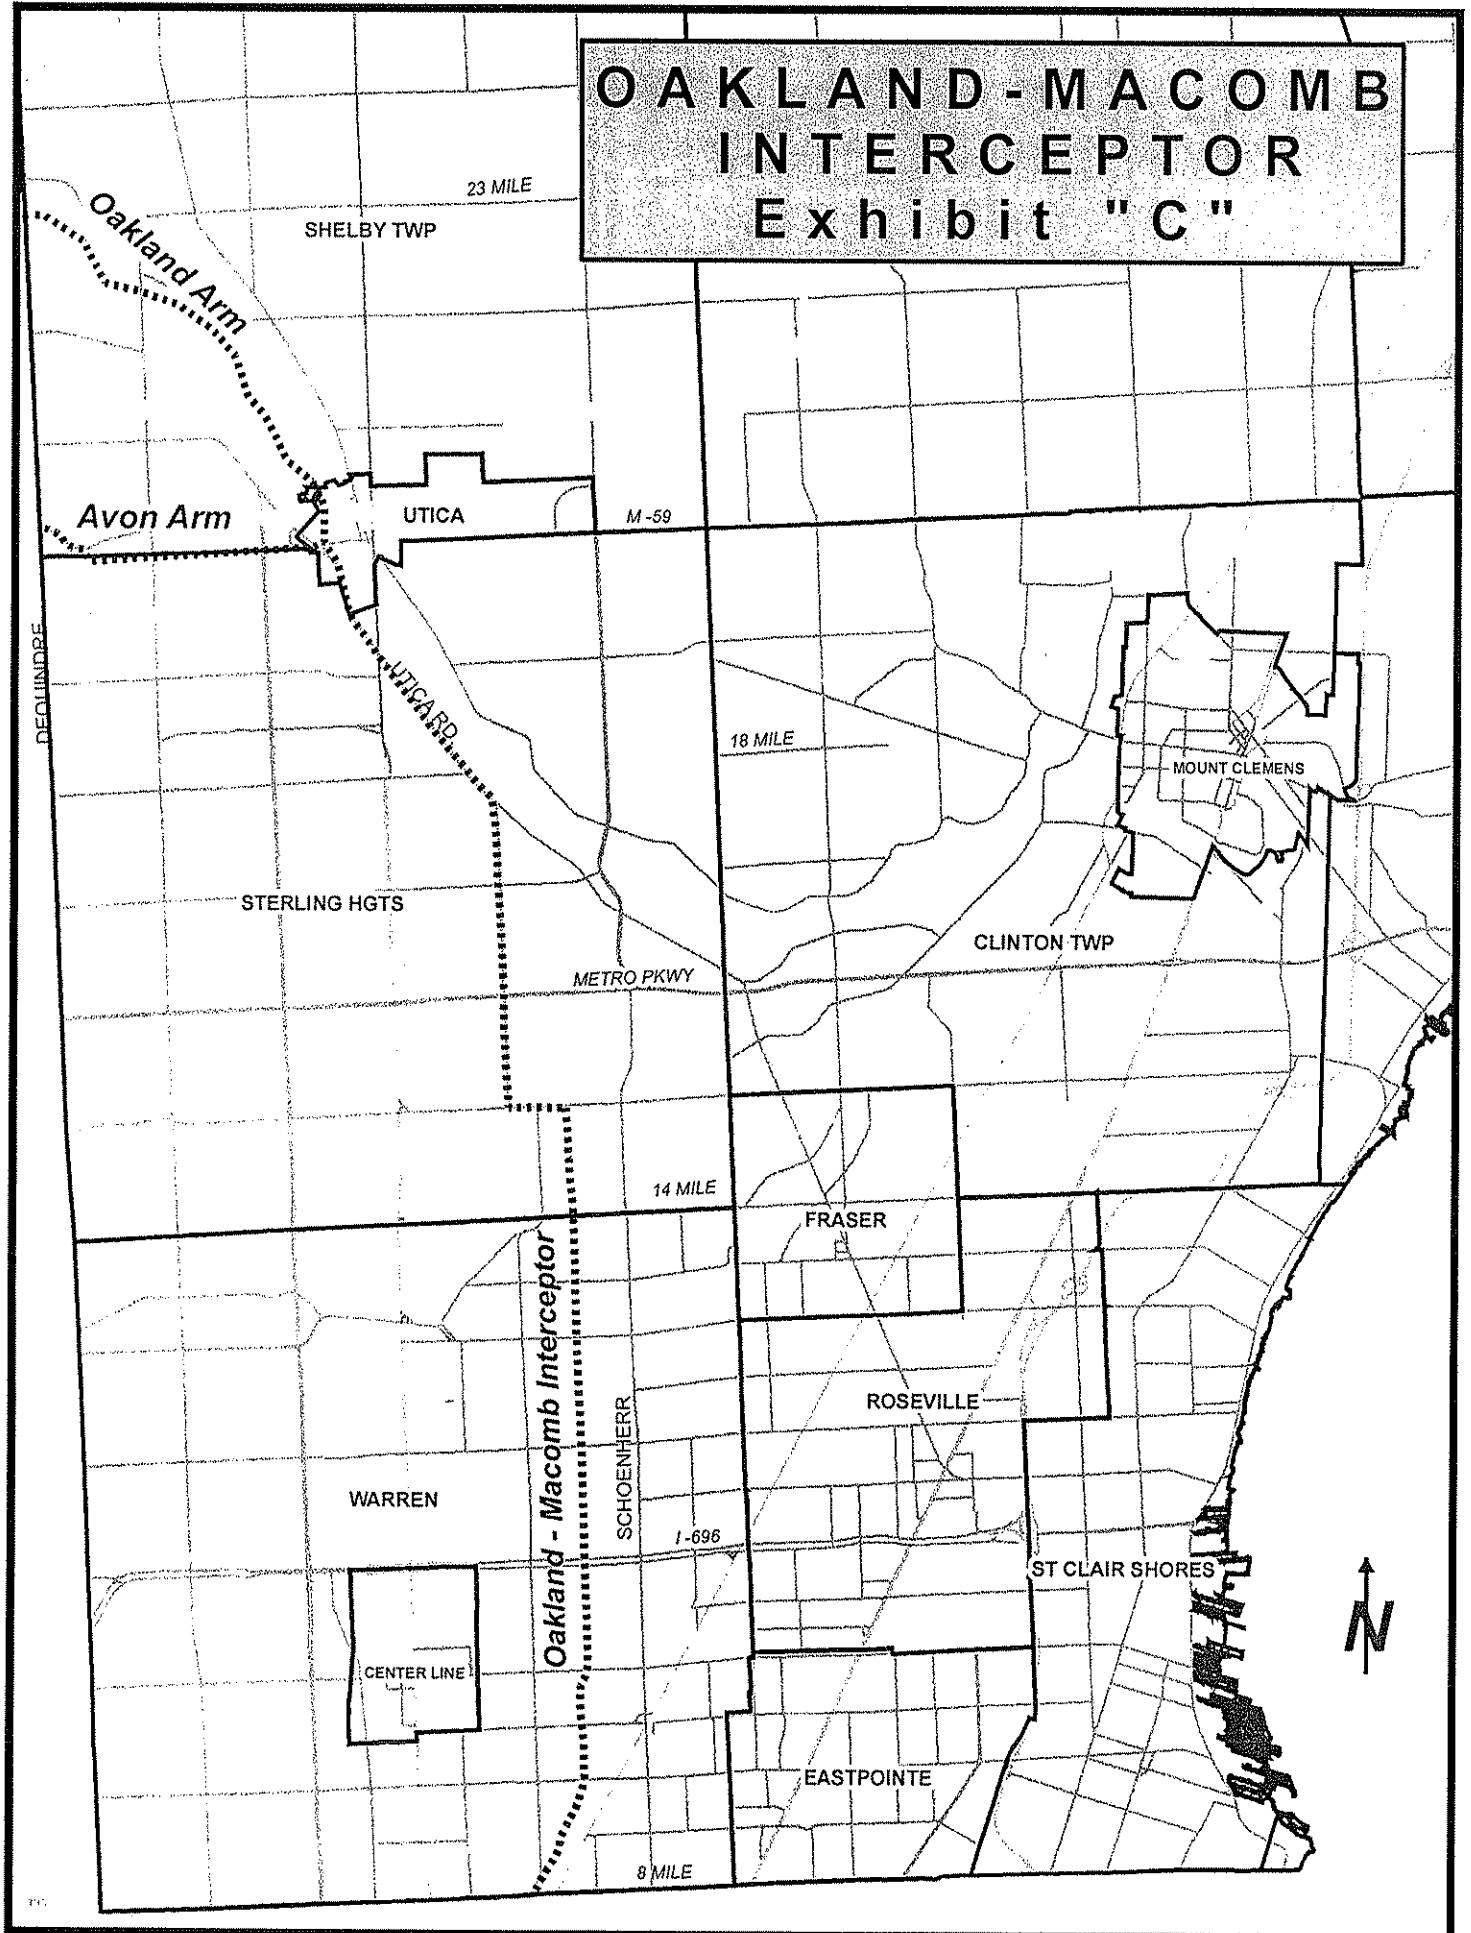 OAKLAND-MACOMB
INTERCEPTOR
Exhibit "C"
23 MILE
SHELBY TWP
Oakland Arm
Avon Arm
UTICA
M-59
DEQUINDRE
UTICA RD
18 MILE
MOUNT CLEMENS
STERLING HGTS
CLINTON TWP
METRO PKWY
14 MILE
FRASER
Oakland - Macomb Interceptor
SCHOENHERR
ROSEVILLE
WARREN
I-696
ST CLAIR SHORES
N
CENTER LINE
EASTPOINTE
8 MILE